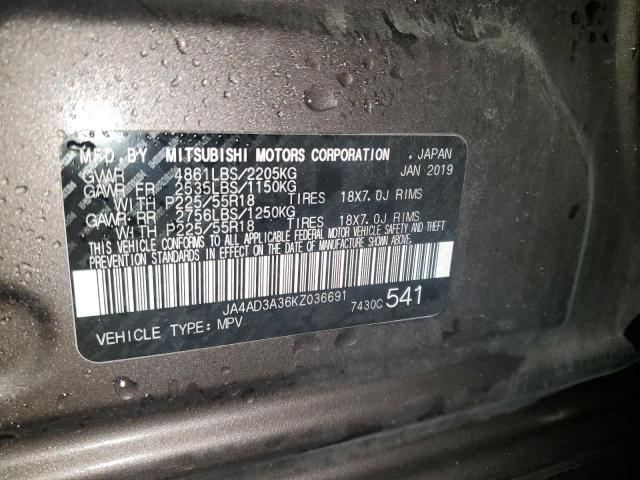 MFD. BY MITSUBISHI MOTORS CORPORATION , JAPAN
GVWR 4861LBS/2205KG JAN 2019
GAWR FR 2535LBS/1150KG
WITH P225/55R18 TIRES 18X7.0J RIMS
GAWR RR 2756LBS/1250KG
WITH P225/55R18 TIRES 18X7.0J RIMS
THIS VEHICLE CONFORMS TO ALL APPLICABLE FEDERAL MOTOR VEHICLE SAFETY AND THEFT
PREVENTION STANDARDS IN EFFECT ON THE DATE OF MANUFACTURE SHOWN ABOVE.
JA4AD3A36KZ036691 7430C 541
VEHICLE TYPE: MPV